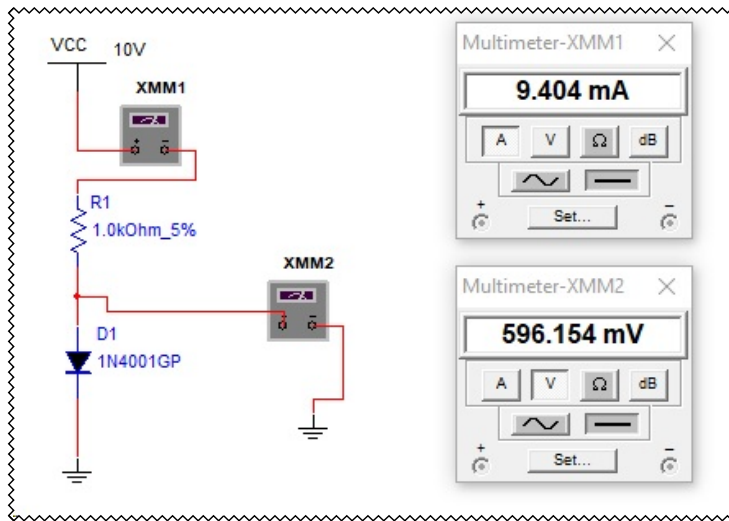 VCC 10V
XMM1
+ −
R1
1.0kOhm_5%
XMM2
+ −
D1
1N4001GP
Multimeter-XMM1
9.404 mA
A V Ω dB
+ −
Set...
Multimeter-XMM2
596.154 mV
A V Ω dB
+ −
Set...